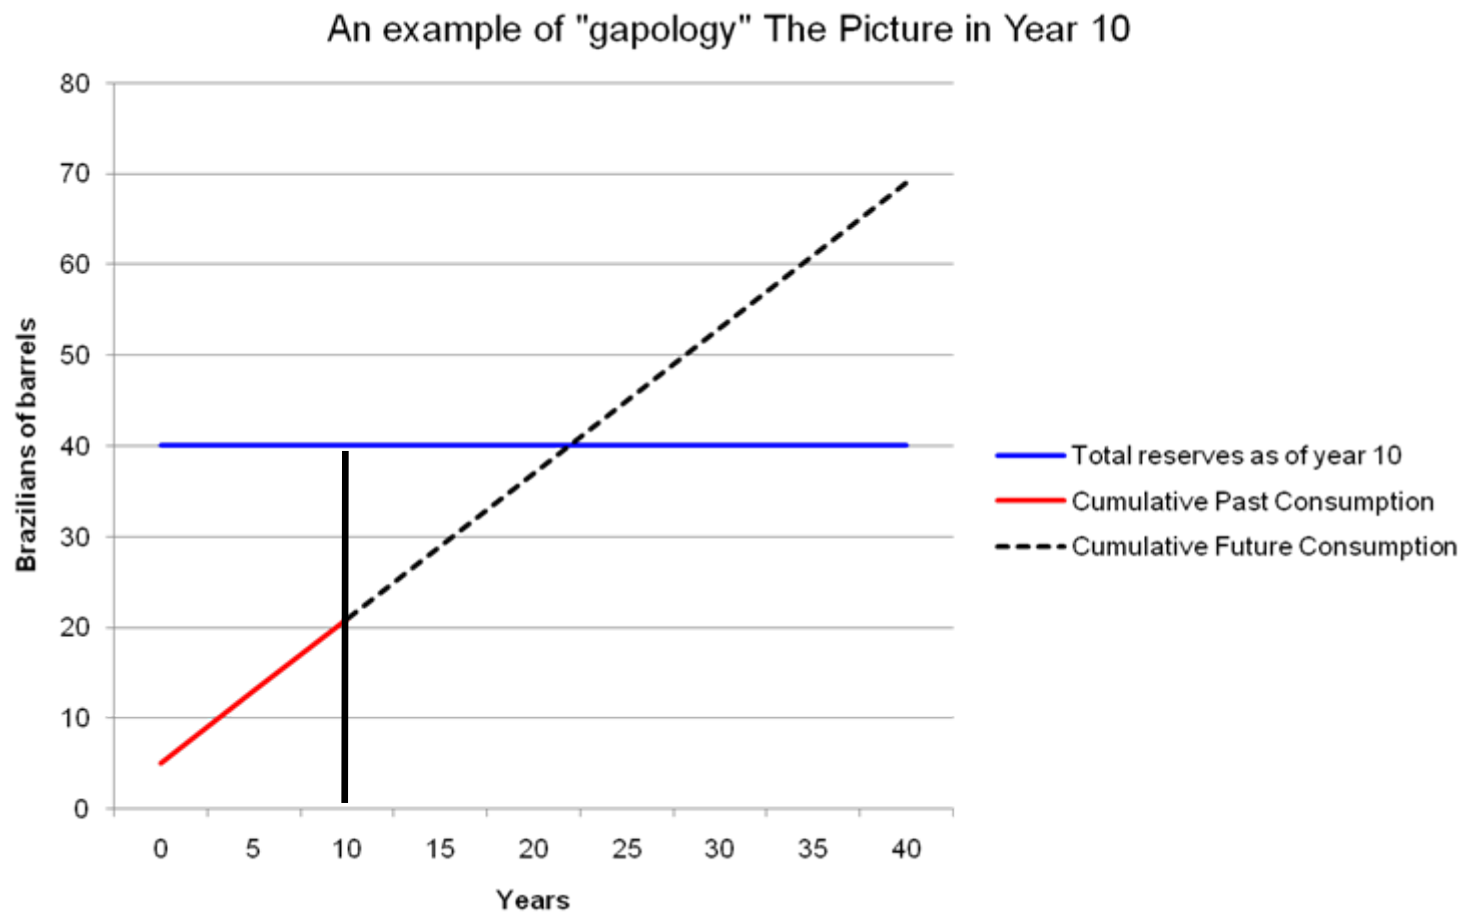 An example of "gapology" The Picture in Year 10
80
70
60
50
40
30
20
10
0
Brazilians of barrels
0 5 10 15 20 25 30 35 40
Years
Total reserves as of year 10
Cumulative Past Consumption
Cumulative Future Consumption